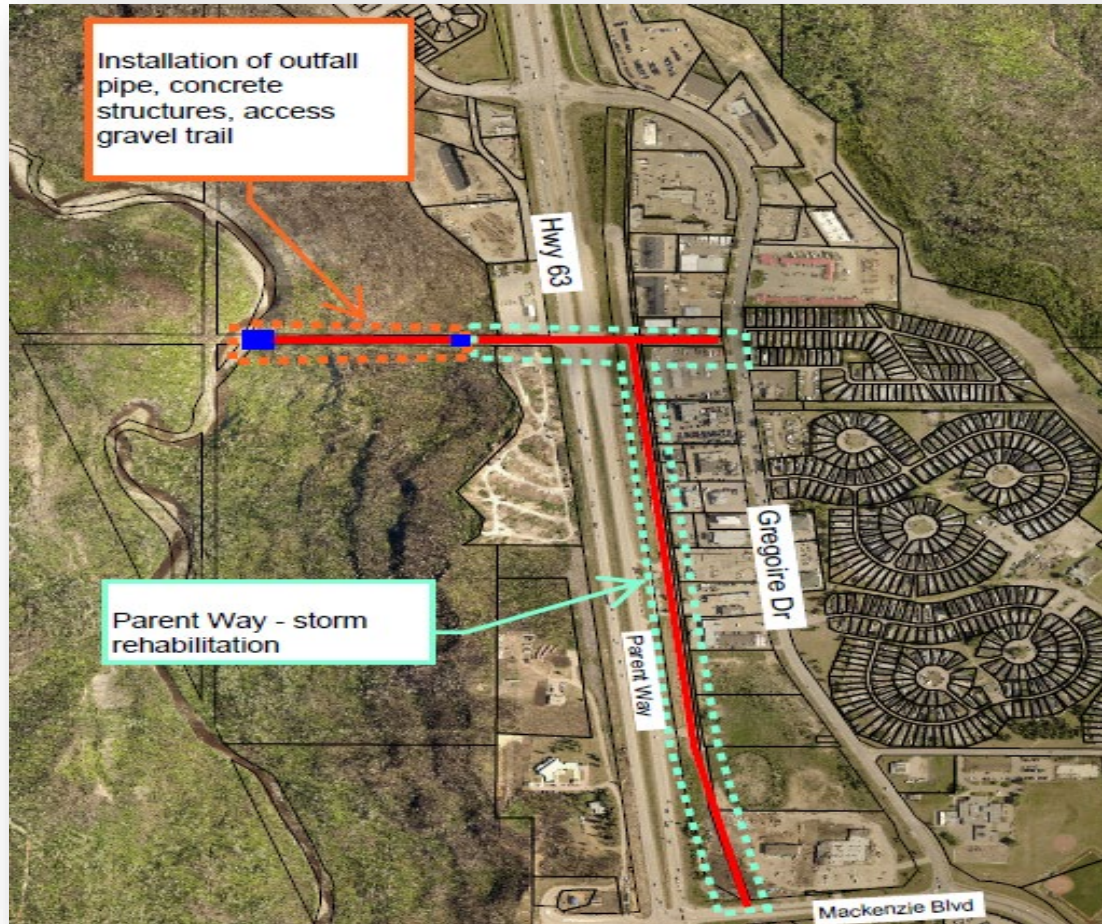 Installation of outfall
pipe, concrete
structures, access
gravel trail
Hwy 63
Gregoire Dr
Parent Way - storm
rehabilitation
Parent Way
Mackenzie Blvd